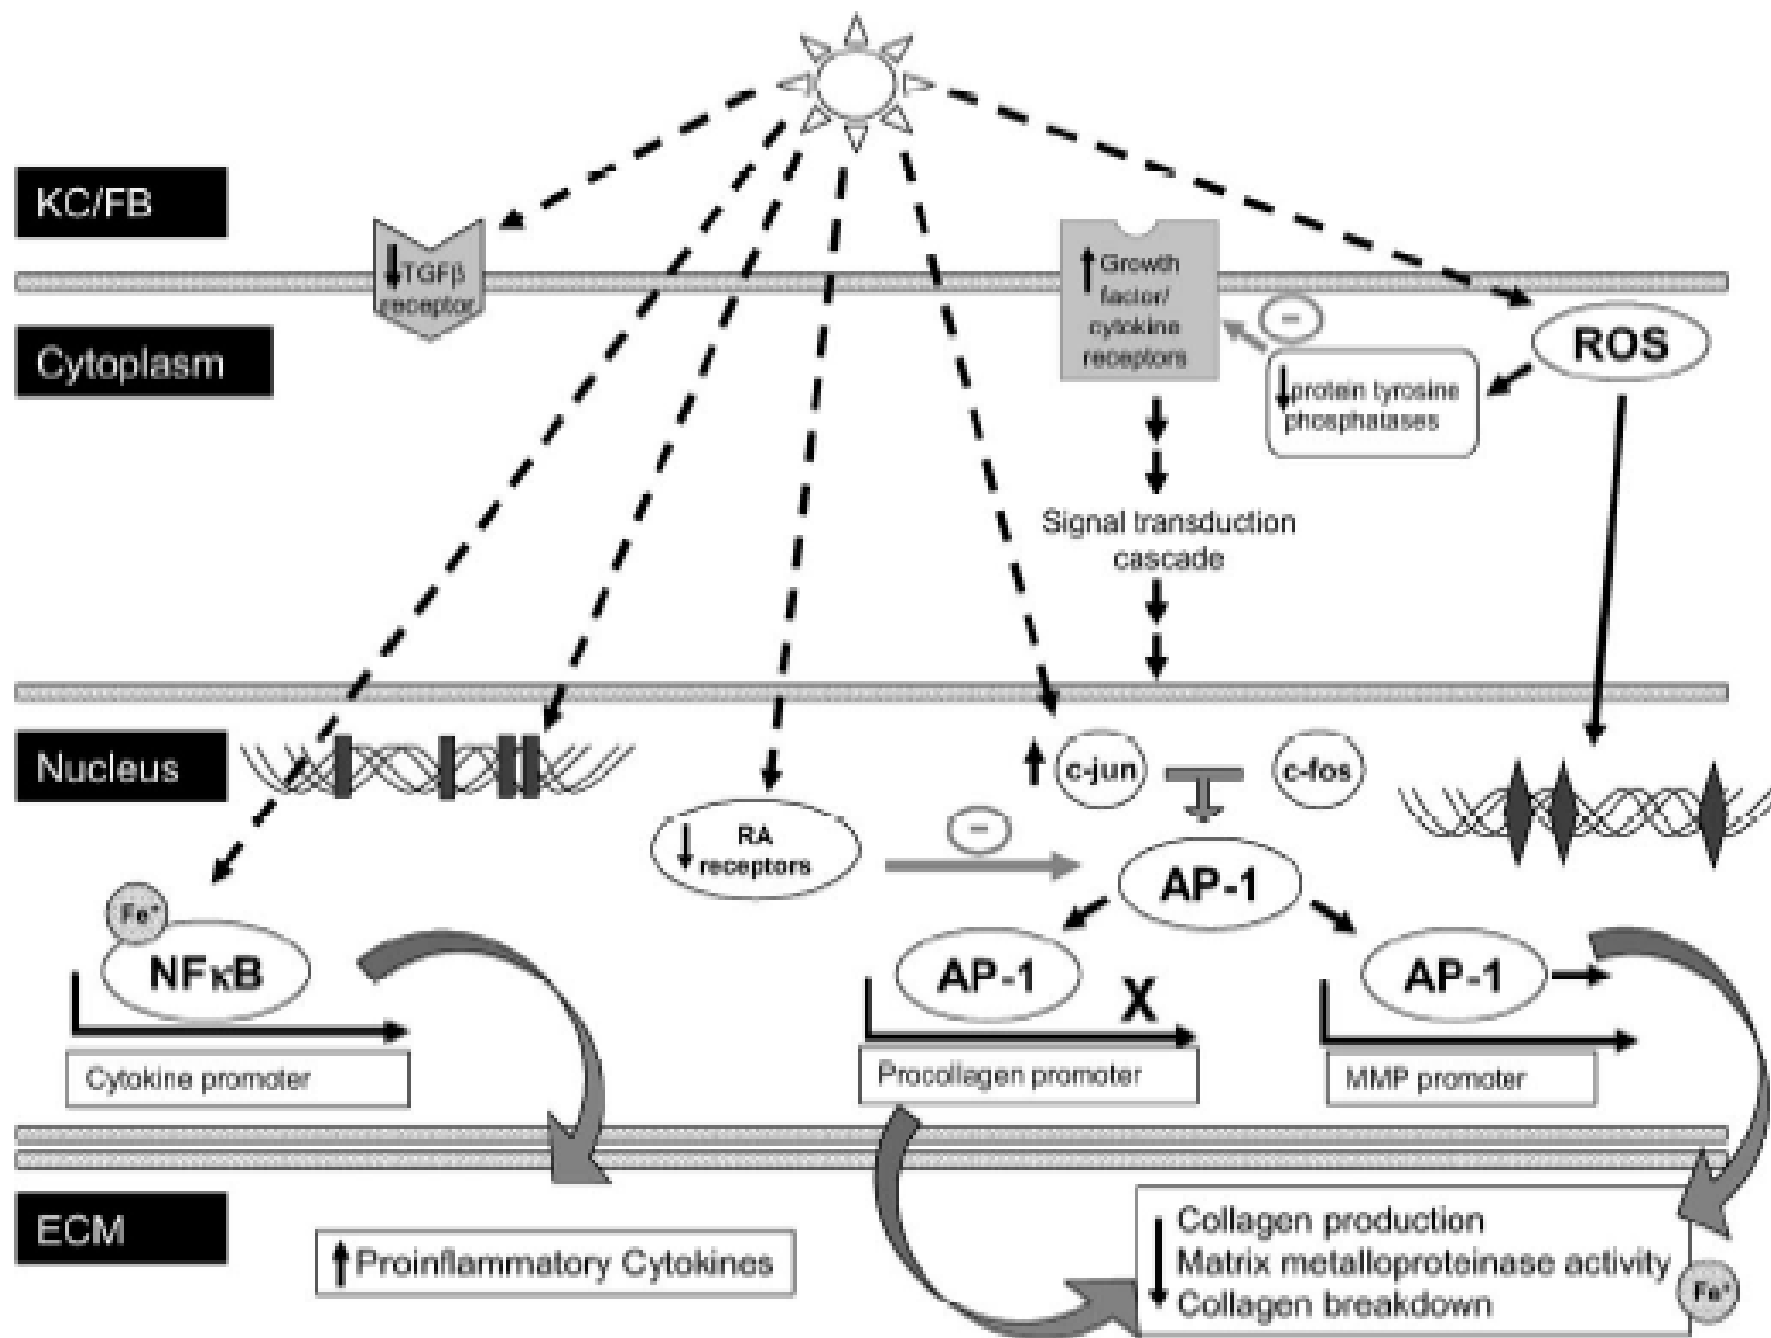 KC/FB
TGFβ
receptor
Growth
factor/
cytokine
receptors
−
ROS
Cytoplasm
protein tyrosine
phosphatases
Signal transduction
cascade
Nucleus
c-jun
c-fos
RA
receptors
−
AP-1
Fe⁺
NFκB
AP-1
X
AP-1
Cytokine promoter
Procollagen promoter
MMP promoter
ECM
Proinflammatory Cytokines
Collagen production
Matrix metalloproteinase activity
Collagen breakdown
Fe⁺